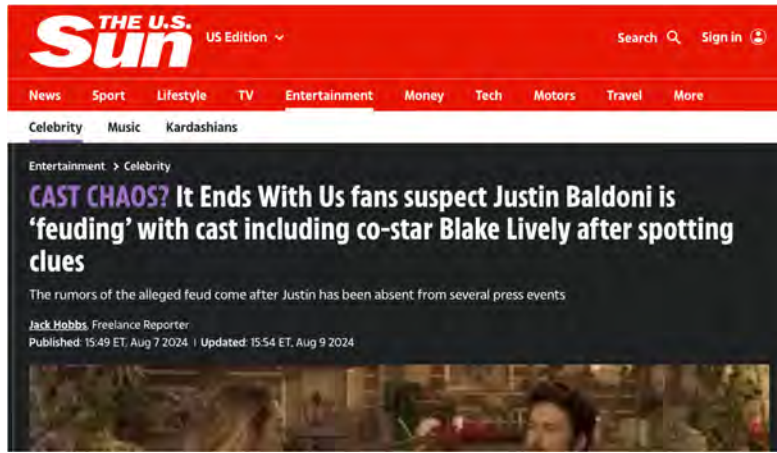 THE U.S.
Sun
US Edition
Search
Sign in
News Sport Lifestyle TV Entertainment Money Tech Motors Travel More
Celebrity Music Kardashians
Entertainment > Celebrity
CAST CHAOS? It Ends With Us fans suspect Justin Baldoni is
‘feuding’ with cast including co-star Blake Lively after spotting
clues
The rumors of the alleged feud come after Justin has been absent from several press events
Jack Hobbs, Freelance Reporter
Published: 15:49 ET, Aug 7 2024 | Updated: 15:54 ET, Aug 9 2024